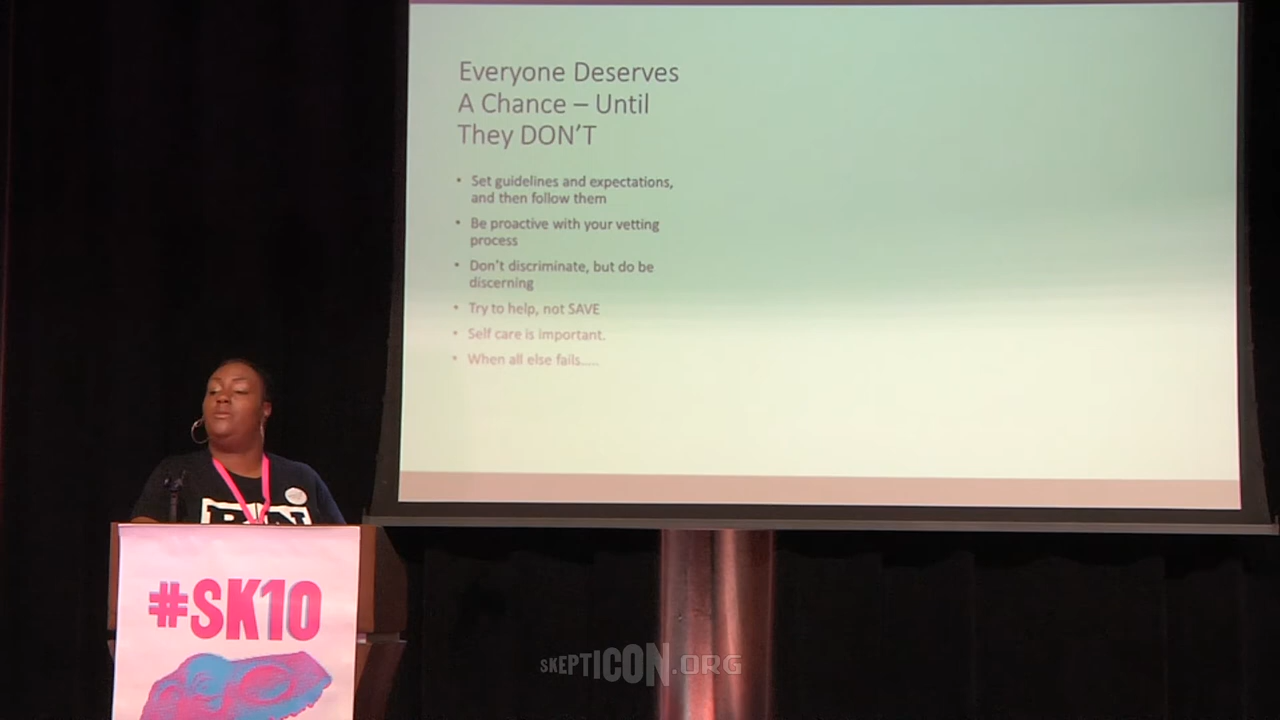 Everyone Deserves
A Chance – Until
They DON'T
• Set guidelines and expectations,
and then follow them
• Be proactive with your vetting
process
• Don't discriminate, but do be
discerning
• Try to help, not SAVE
• Self care is important.
• When all else fails.....
#SK10
SKEPTICON.ORG